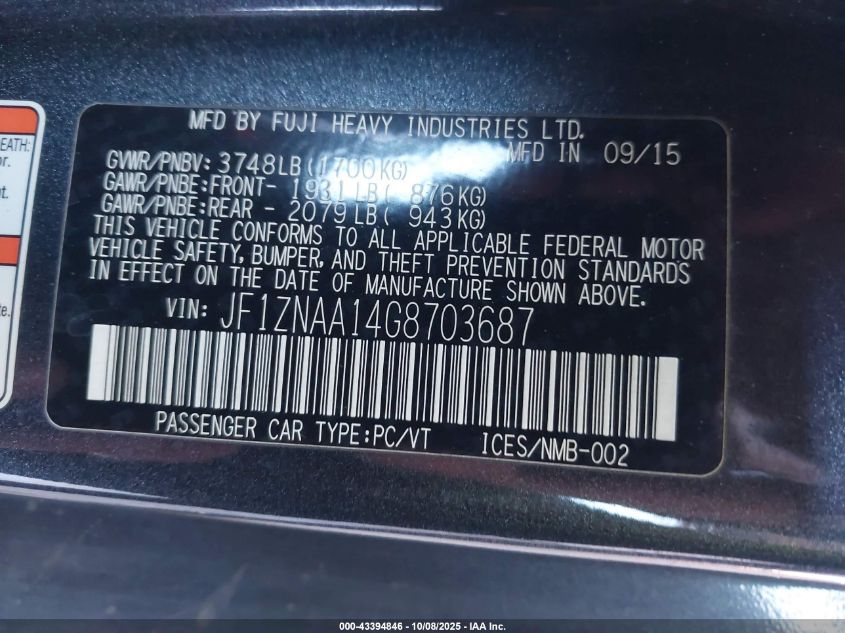 MFD BY FUJI HEAVY INDUSTRIES LTD.
GVWR/PNBV: 3748LB(1700KG) MFD IN 09/15
GAWR/PNBE:FRONT- 1931LB( 876KG)
GAWR/PNBE:REAR - 2079LB( 943KG)
THIS VEHICLE CONFORMS TO ALL APPLICABLE FEDERAL MOTOR
VEHICLE SAFETY, BUMPER, AND THEFT PREVENTION STANDARDS
IN EFFECT ON THE DATE OF MANUFACTURE SHOWN ABOVE.
VIN: JF1ZNAA14G8703687
PASSENGER CAR TYPE:PC/VT ICES/NMB-002
EATH:
or.
nt.
000-43394846 - 10/08/2025 - IAA Inc.